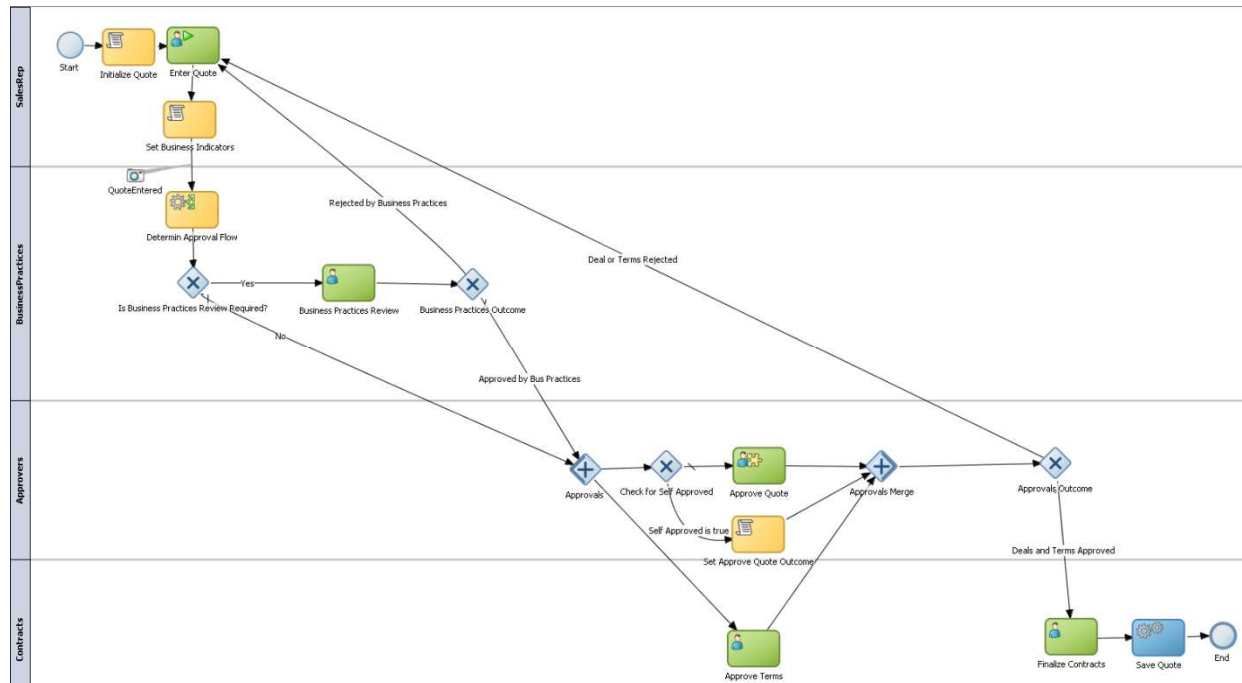 SalesRep
Start
Initialize Quote
Enter Quote
Set Business Indicators
BusinessPractices
QuoteEntered
Determin Approval Flow
Rejected by Business Practices
Deal or Terms Rejected
Is Business Practices Review Required?
Yes
Business Practices Review
Business Practices Outcome
No
Approved by Bus Practices
Approvers
Approvals
Check for Self Approved
Approve Quote
Approvals Merge
Approvals Outcome
Self Approved is true
Set Approve Quote Outcome
Deals and Terms Approved
Contracts
Approve Terms
Finalize Contracts
Save Quote
End